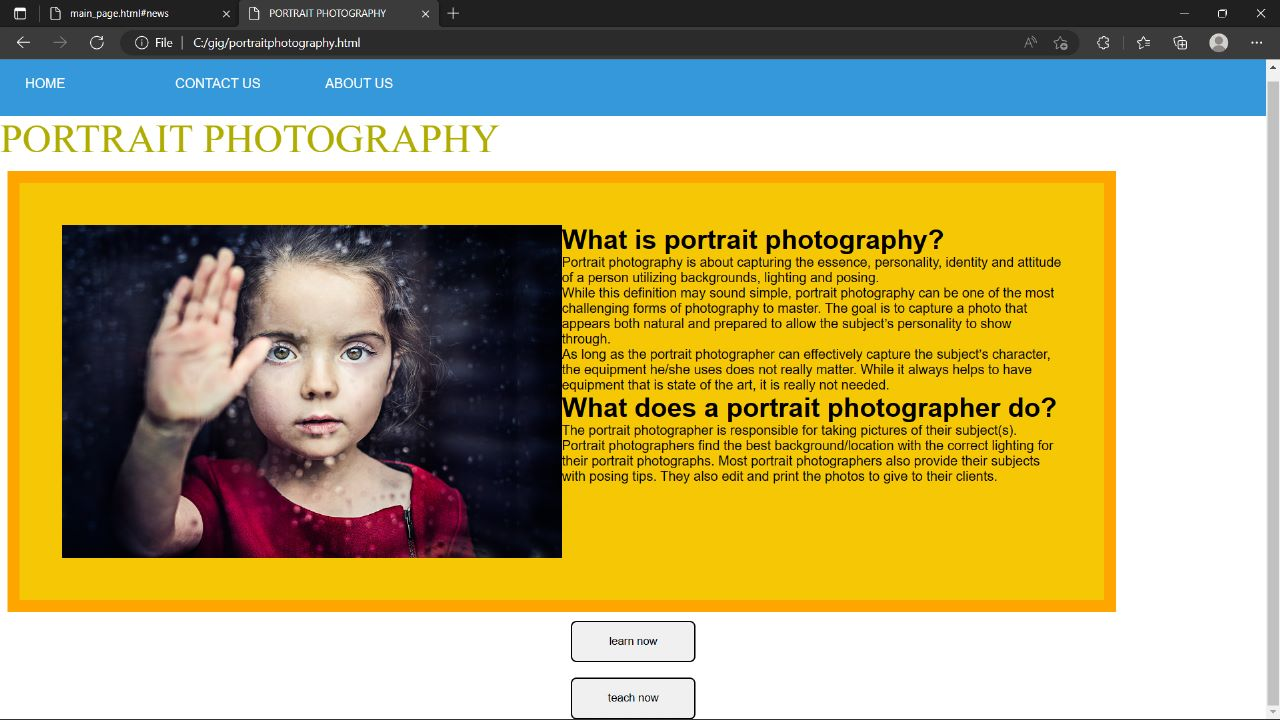 main_page.html#news
PORTRAIT PHOTOGRAPHY
File
C:/gig/portraitphotography.html
HOME
CONTACT US
ABOUT US
PORTRAIT PHOTOGRAPHY
What is portrait photography?
Portrait photography is about capturing the essence, personality, identity and attitude
of a person utilizing backgrounds, lighting and posing.
While this definition may sound simple, portrait photography can be one of the most
challenging forms of photography to master. The goal is to capture a photo that
appears both natural and prepared to allow the subject's personality to show
through.
As long as the portrait photographer can effectively capture the subject's character,
the equipment he/she uses does not really matter. While it always helps to have
equipment that is state of the art, it is really not needed.
What does a portrait photographer do?
The portrait photographer is responsible for taking pictures of their subject(s).
Portrait photographers find the best background/location with the correct lighting for
their portrait photographs. Most portrait photographers also provide their subjects
with posing tips. They also edit and print the photos to give to their clients.
learn now
teach now